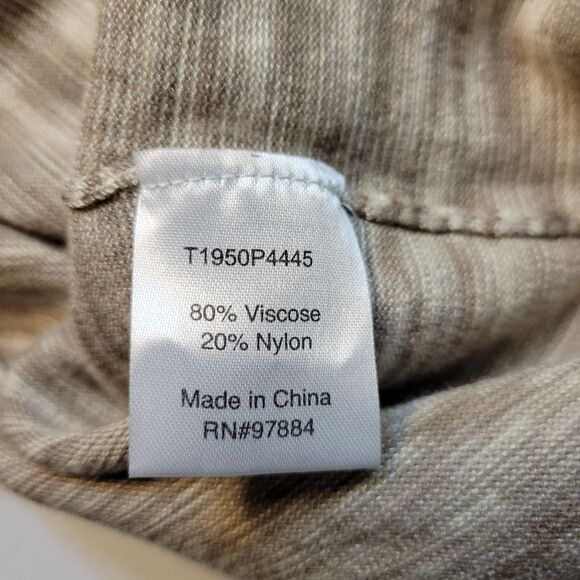 T1950P4445
80% Viscose
20% Nylon
Made in China
RN#97884